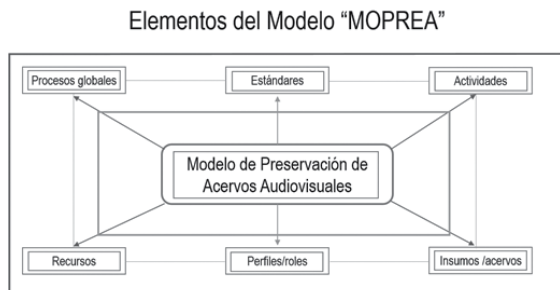 Elementos del Modelo “MOPREA”
Procesos globales
Estándares
Actividades
Modelo de Preservación de
Acervos Audiovisuales
Recursos
Perfiles/roles
Insumos /acervos